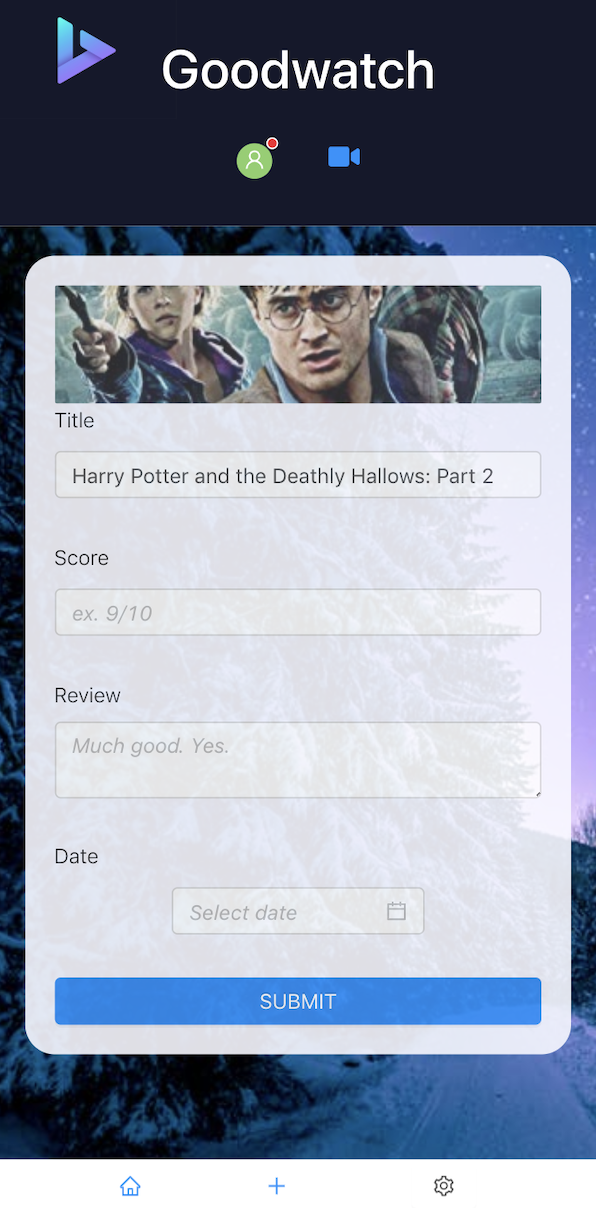 Goodwatch
Title
Harry Potter and the Deathly Hallows: Part 2
Score
ex. 9/10
Review
Much good. Yes.
Date
Select date
SUBMIT